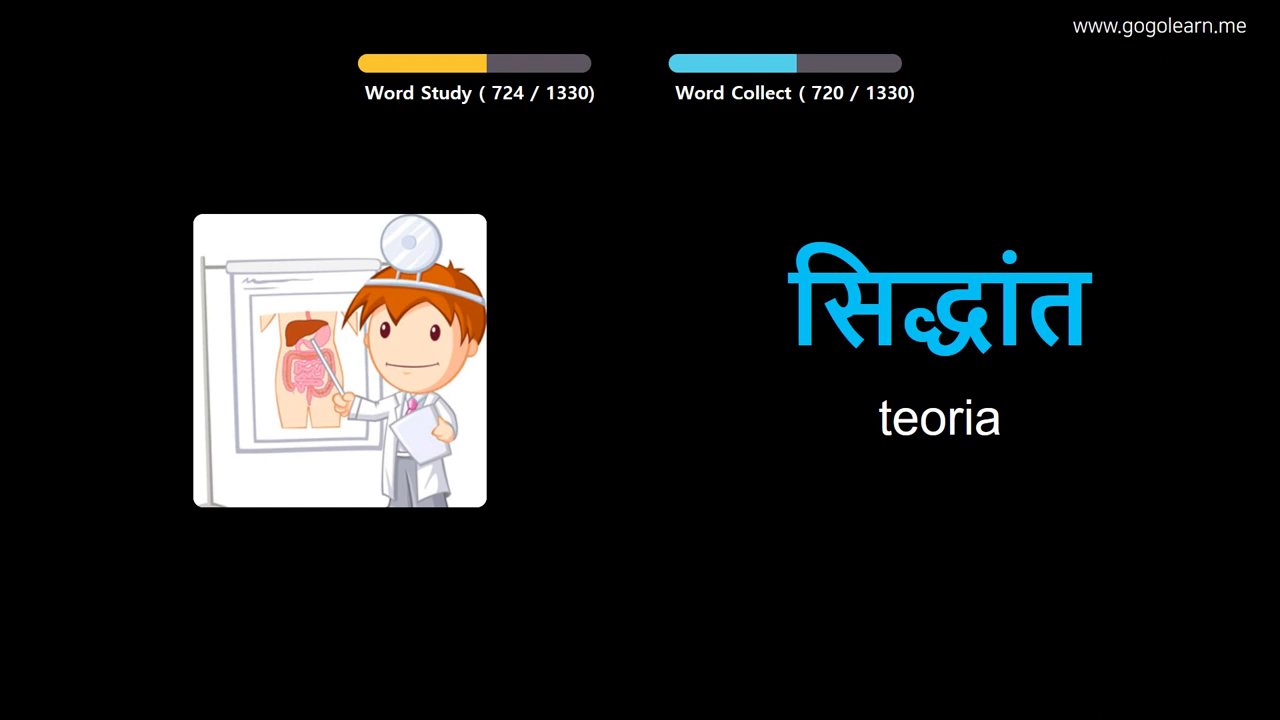 www.gogolearn.me
Word Study ( 724 / 1330)
Word Collect ( 720 / 1330)
सिद्धांत
teoria